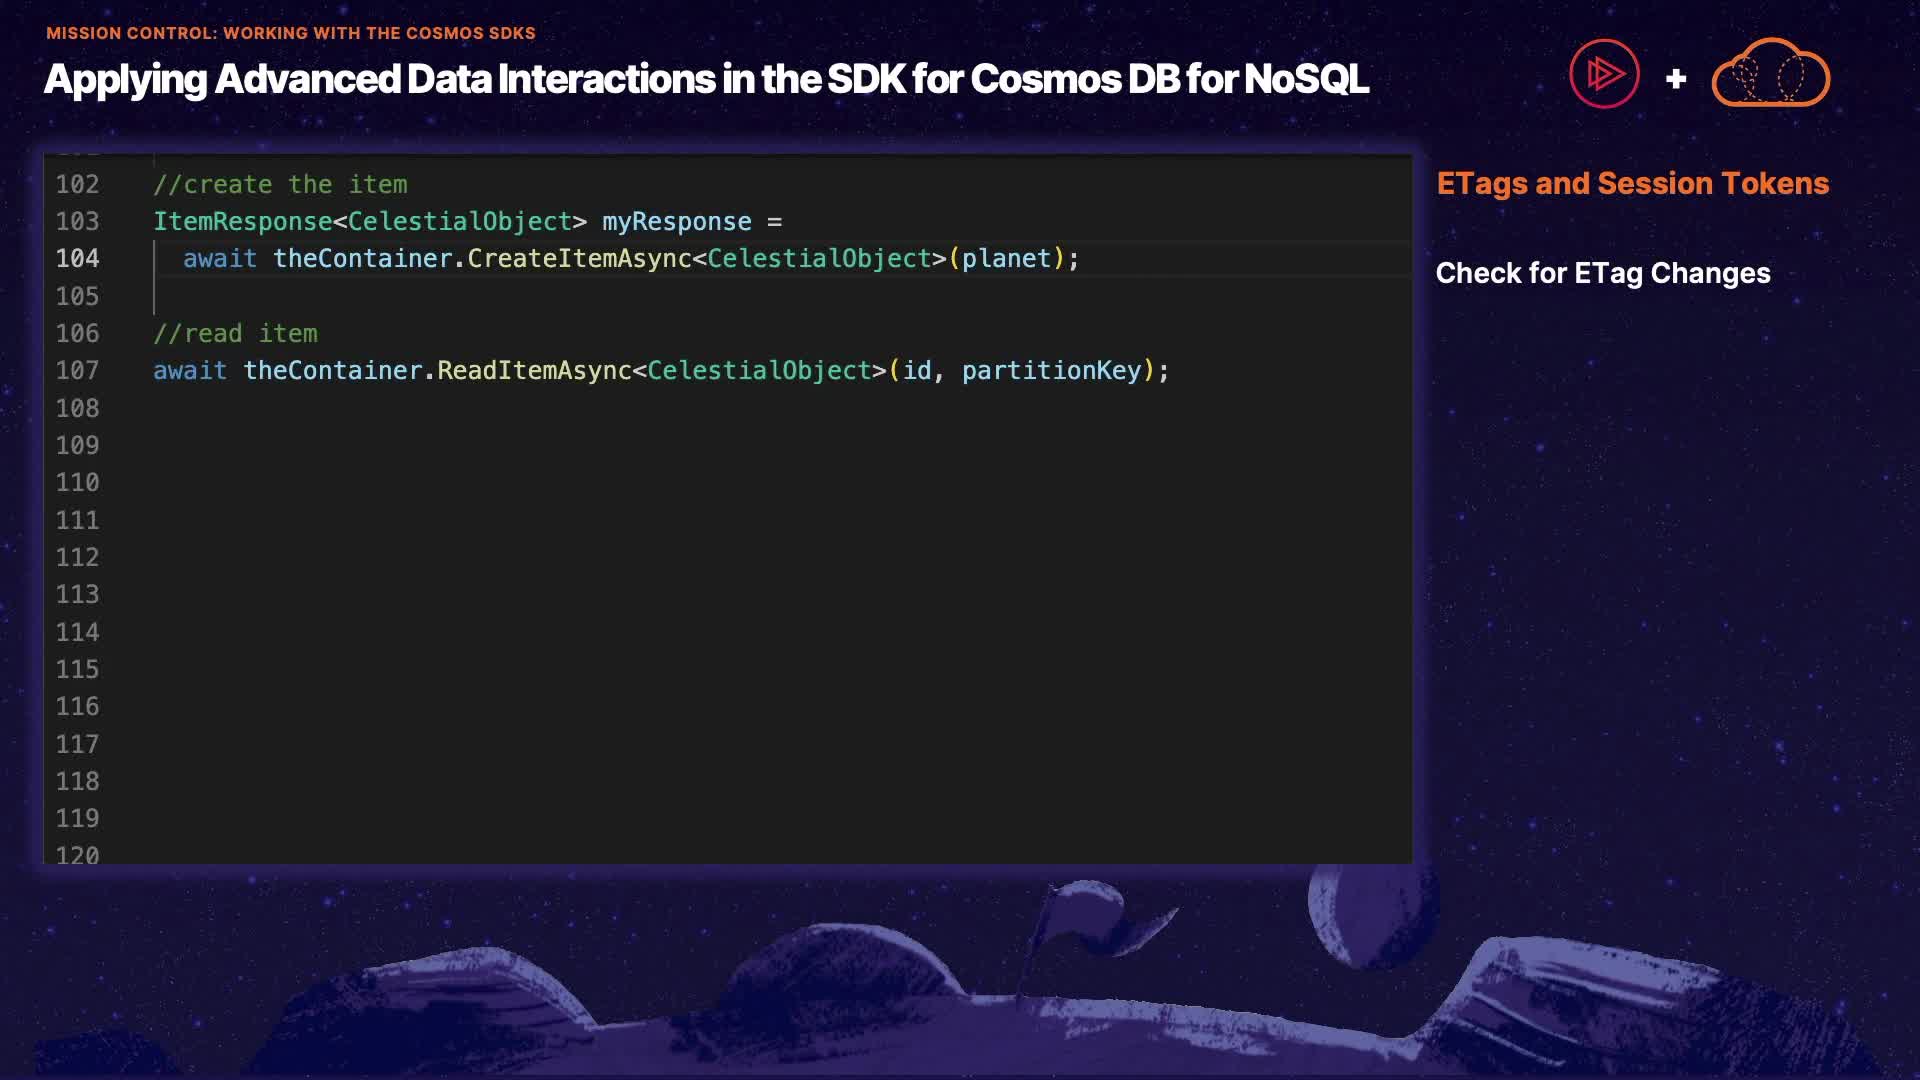 MISSION CONTROL: WORKING WITH THE COSMOS SDKS
Applying Advanced Data Interactions in the SDK for Cosmos DB for NoSQL
+
102 //create the item
103 ItemResponse<CelestialObject> myResponse =
104 await theContainer.CreateItemAsync<CelestialObject>(planet);
105
106 //read item
107 await theContainer.ReadItemAsync<CelestialObject>(id, partitionKey);
108
109
110
111
112
113
114
115
116
117
118
119
120
ETags and Session Tokens
Check for ETag Changes